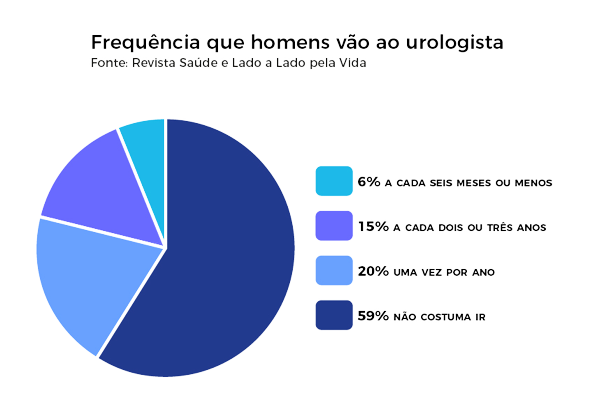 Frequência que homens vão ao urologista
Fonte: Revista Saúde e Lado a Lado pela Vida
6% A CADA SEIS MESES OU MENOS
15% A CADA DOIS OU TRÊS ANOS
20% UMA VEZ POR ANO
59% NÃO COSTUMA IR